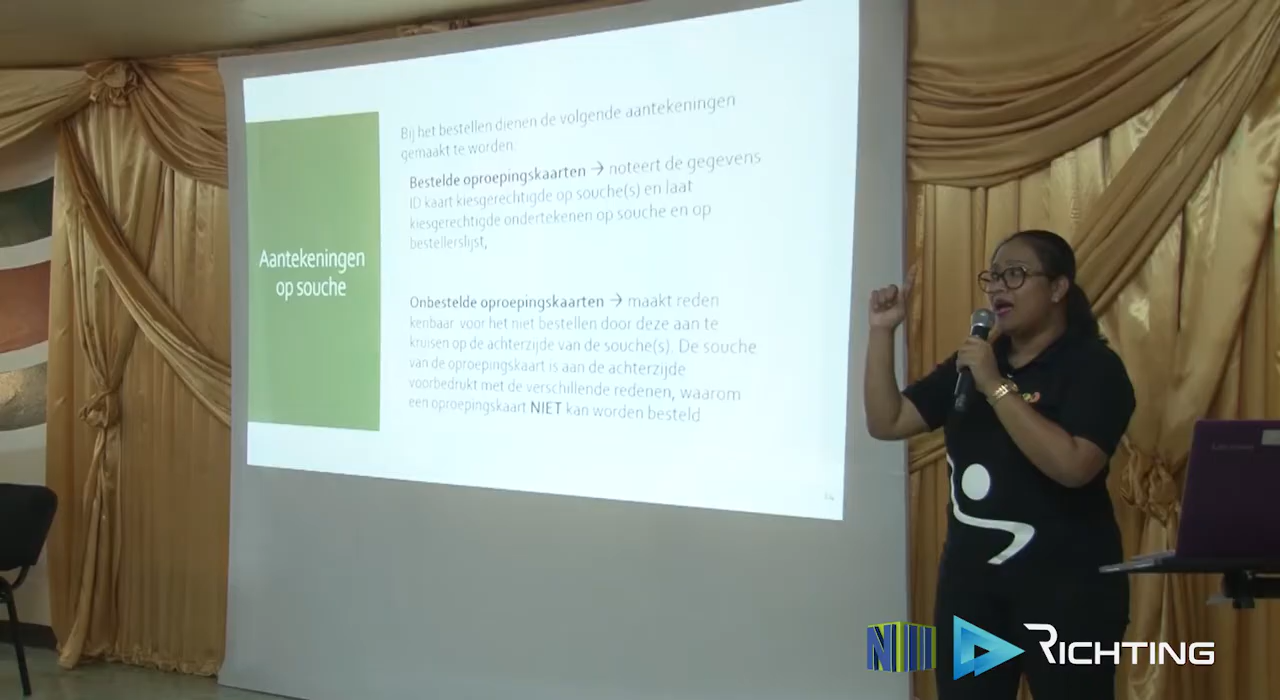 Bij het bestellen dienen de volgende aantekeningen
gemaakt te worden.
Bestelde oproepingskaarten → noteert de gegevens
ID kaart kiesgerechtigde op souche(s) en laat
kiesgerechtigde ondertekenen op souche en op
bestellerslijst,
Aantekeningen
op souche
Onbestelde oproepingskaarten → maakt reden
kenbaar voor het niet bestellen door deze aan te
kruisen op de achterzijde van de souche(s). De souche
van de oproepingskaart is aan de achterzijde
voorbedrukt met de verschillende redenen, waarom
een oproepingskaart NIET kan worden besteld
NII
RICHTING